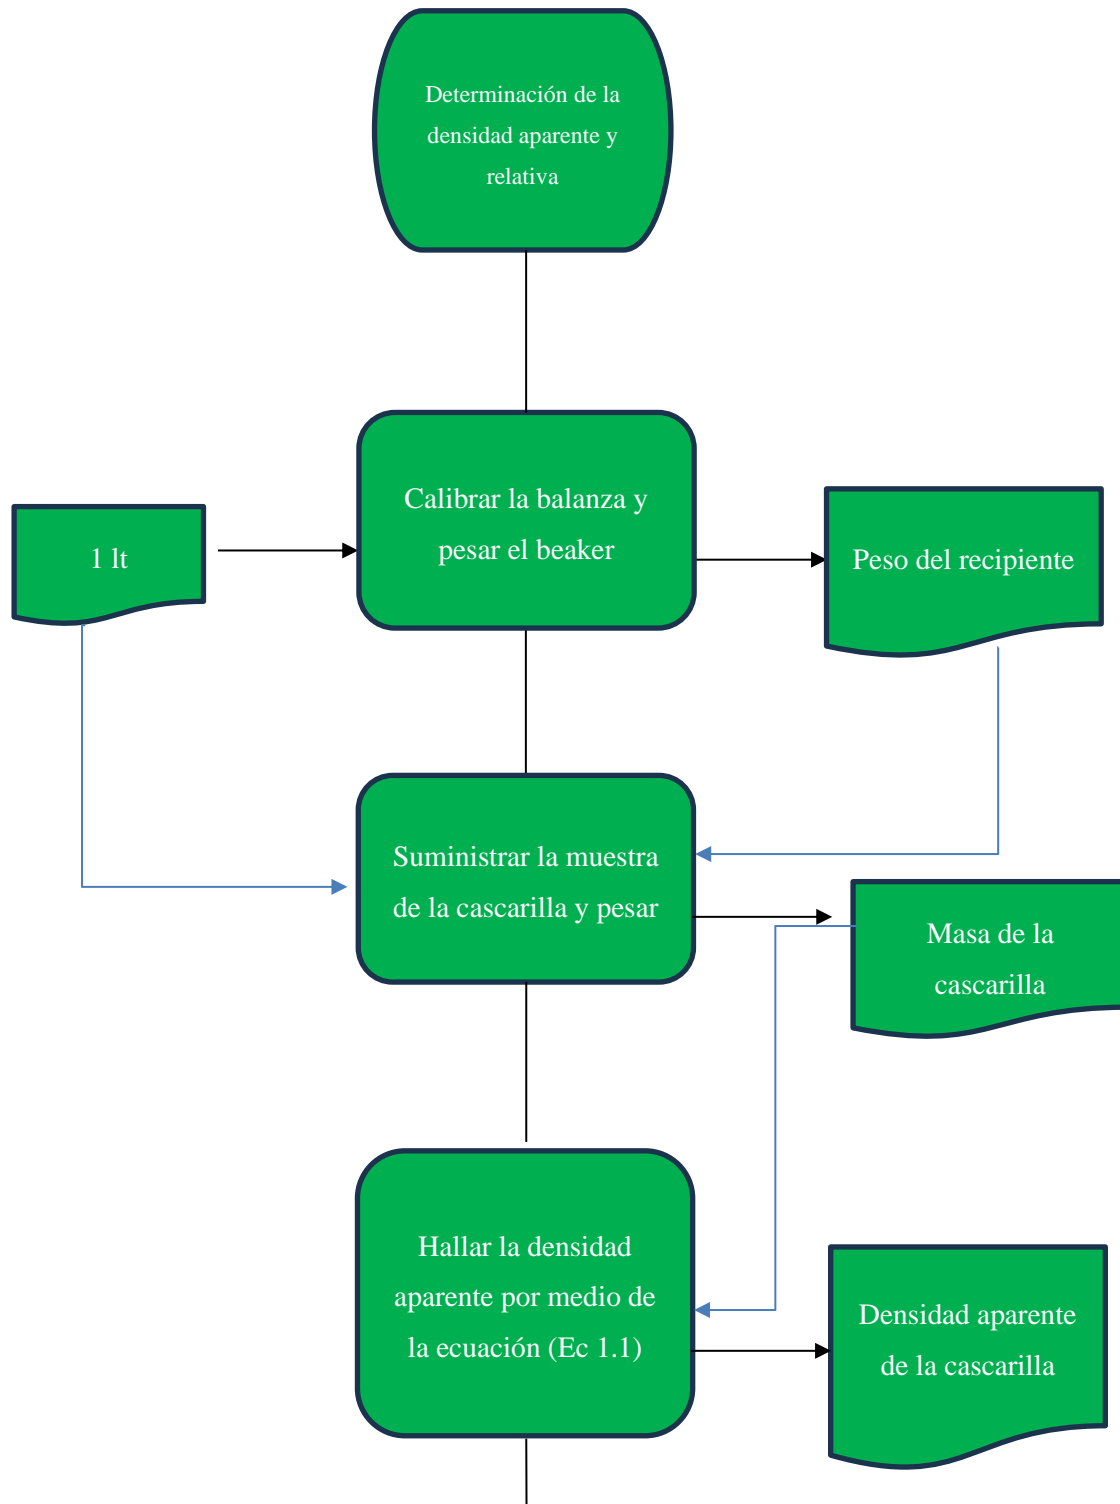 Determinación de la
densidad aparente y
relativa
Calibrar la balanza y
pesar el beaker
1 lt
Peso del recipiente
Suministrar la muestra
de la cascarilla y pesar
Masa de la
cascarilla
Hallar la densidad
aparente por medio de
la ecuación (Ec 1.1)
Densidad aparente
de la cascarilla